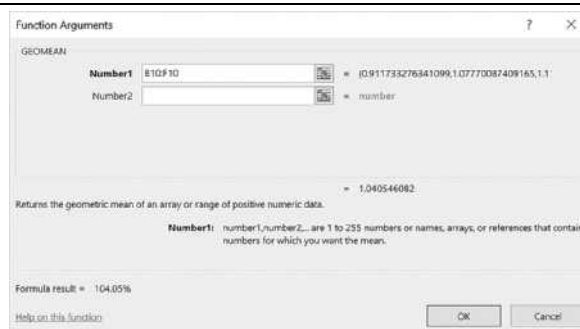 Function Arguments ? ×
GEOMEAN
Number1 B10:F10 = {0.911733276341099,1.07770087409165,1.1
Number2 = number
= 1.040546082
Returns the geometric mean of an array or range of positive numeric data.
Number1: number1,number2,... are 1 to 255 numbers or names, arrays, or references that contai
numbers for which you want the mean.
Formula result = 104.05%
Help on this function OK Cancel